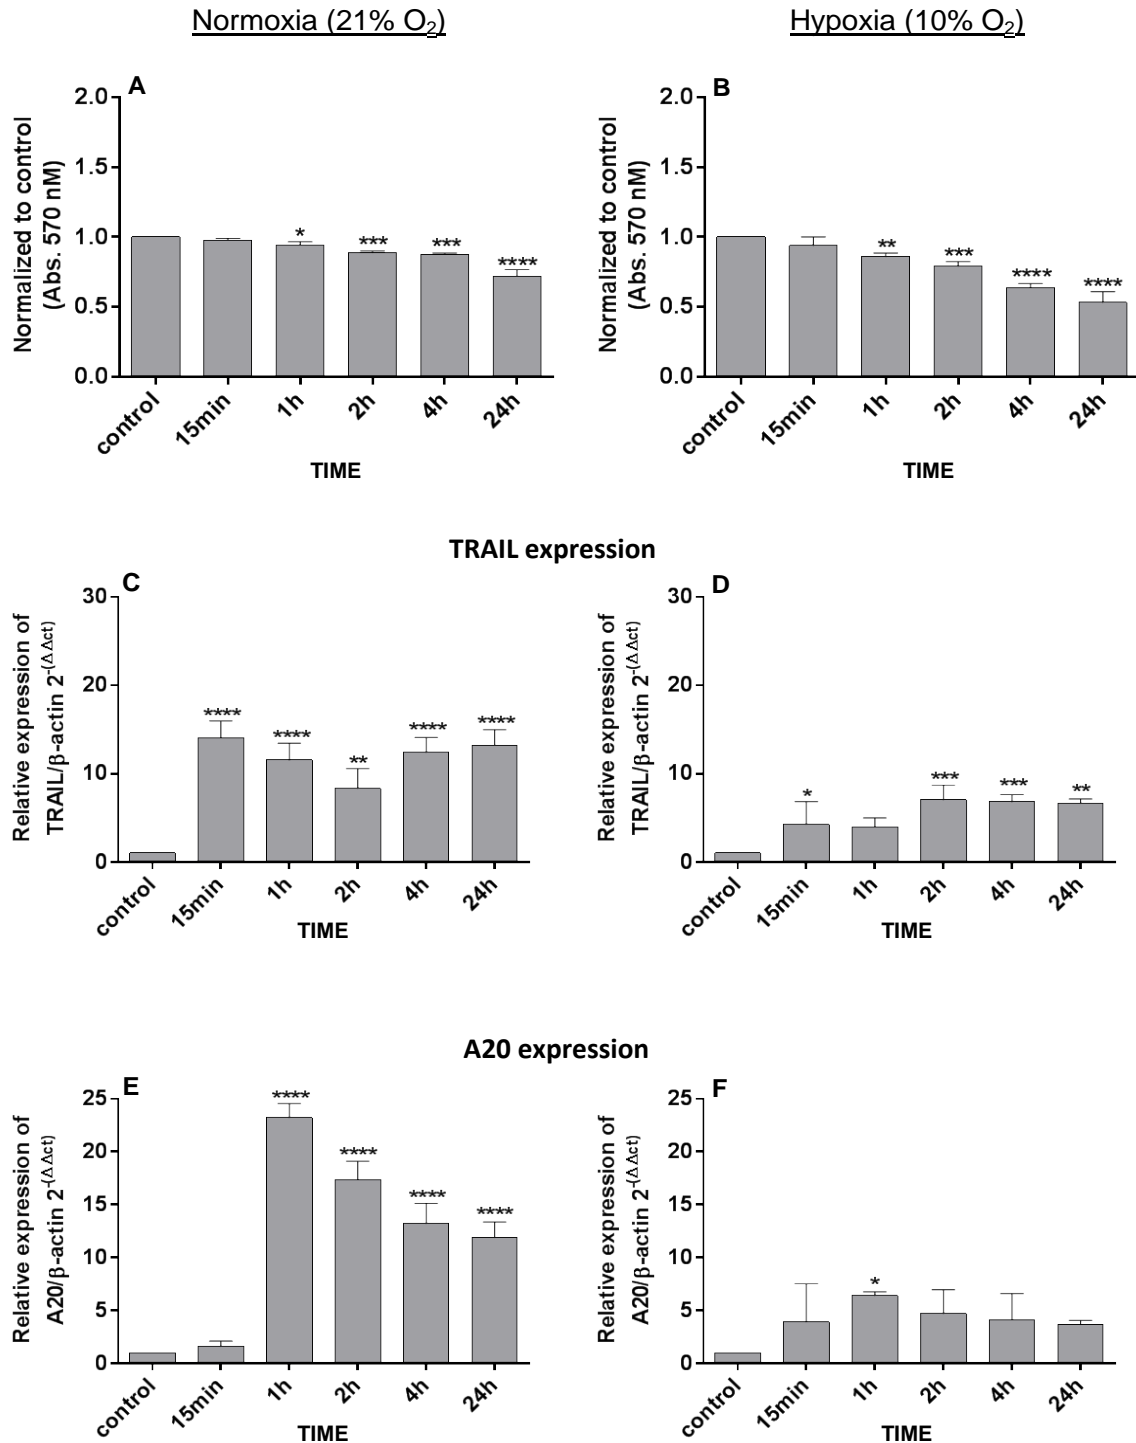 Normoxia (21% O2)
Hypoxia (10% O2)
A
Normalized to control
(Abs. 570 nM)
2.0
1.5
1.0
0.5
0.0
*
***
***
****
control
15min
1h
2h
4h
24h
TIME
B
Normalized to control
(Abs. 570 nM)
2.0
1.5
1.0
0.5
0.0
**
***
****
****
control
15min
1h
2h
4h
24h
TIME
TRAIL expression
C
Relative expression of
TRAIL/β-actin 2-(ΔΔct)
30
20
10
0
****
****
**
****
****
control
15min
1h
2h
4h
24h
TIME
D
Relative expression of
TRAIL/β-actin 2-(ΔΔct)
30
20
10
0
*
***
***
**
control
15min
1h
2h
4h
24h
TIME
A20 expression
E
Relative expression of
A20/β-actin 2-(ΔΔct)
25
20
15
10
5
0
****
****
****
****
control
15min
1h
2h
4h
24h
TIME
F
Relative expression of
A20/β-actin 2-(ΔΔct)
25
20
15
10
5
0
*
control
15min
1h
2h
4h
24h
TIME